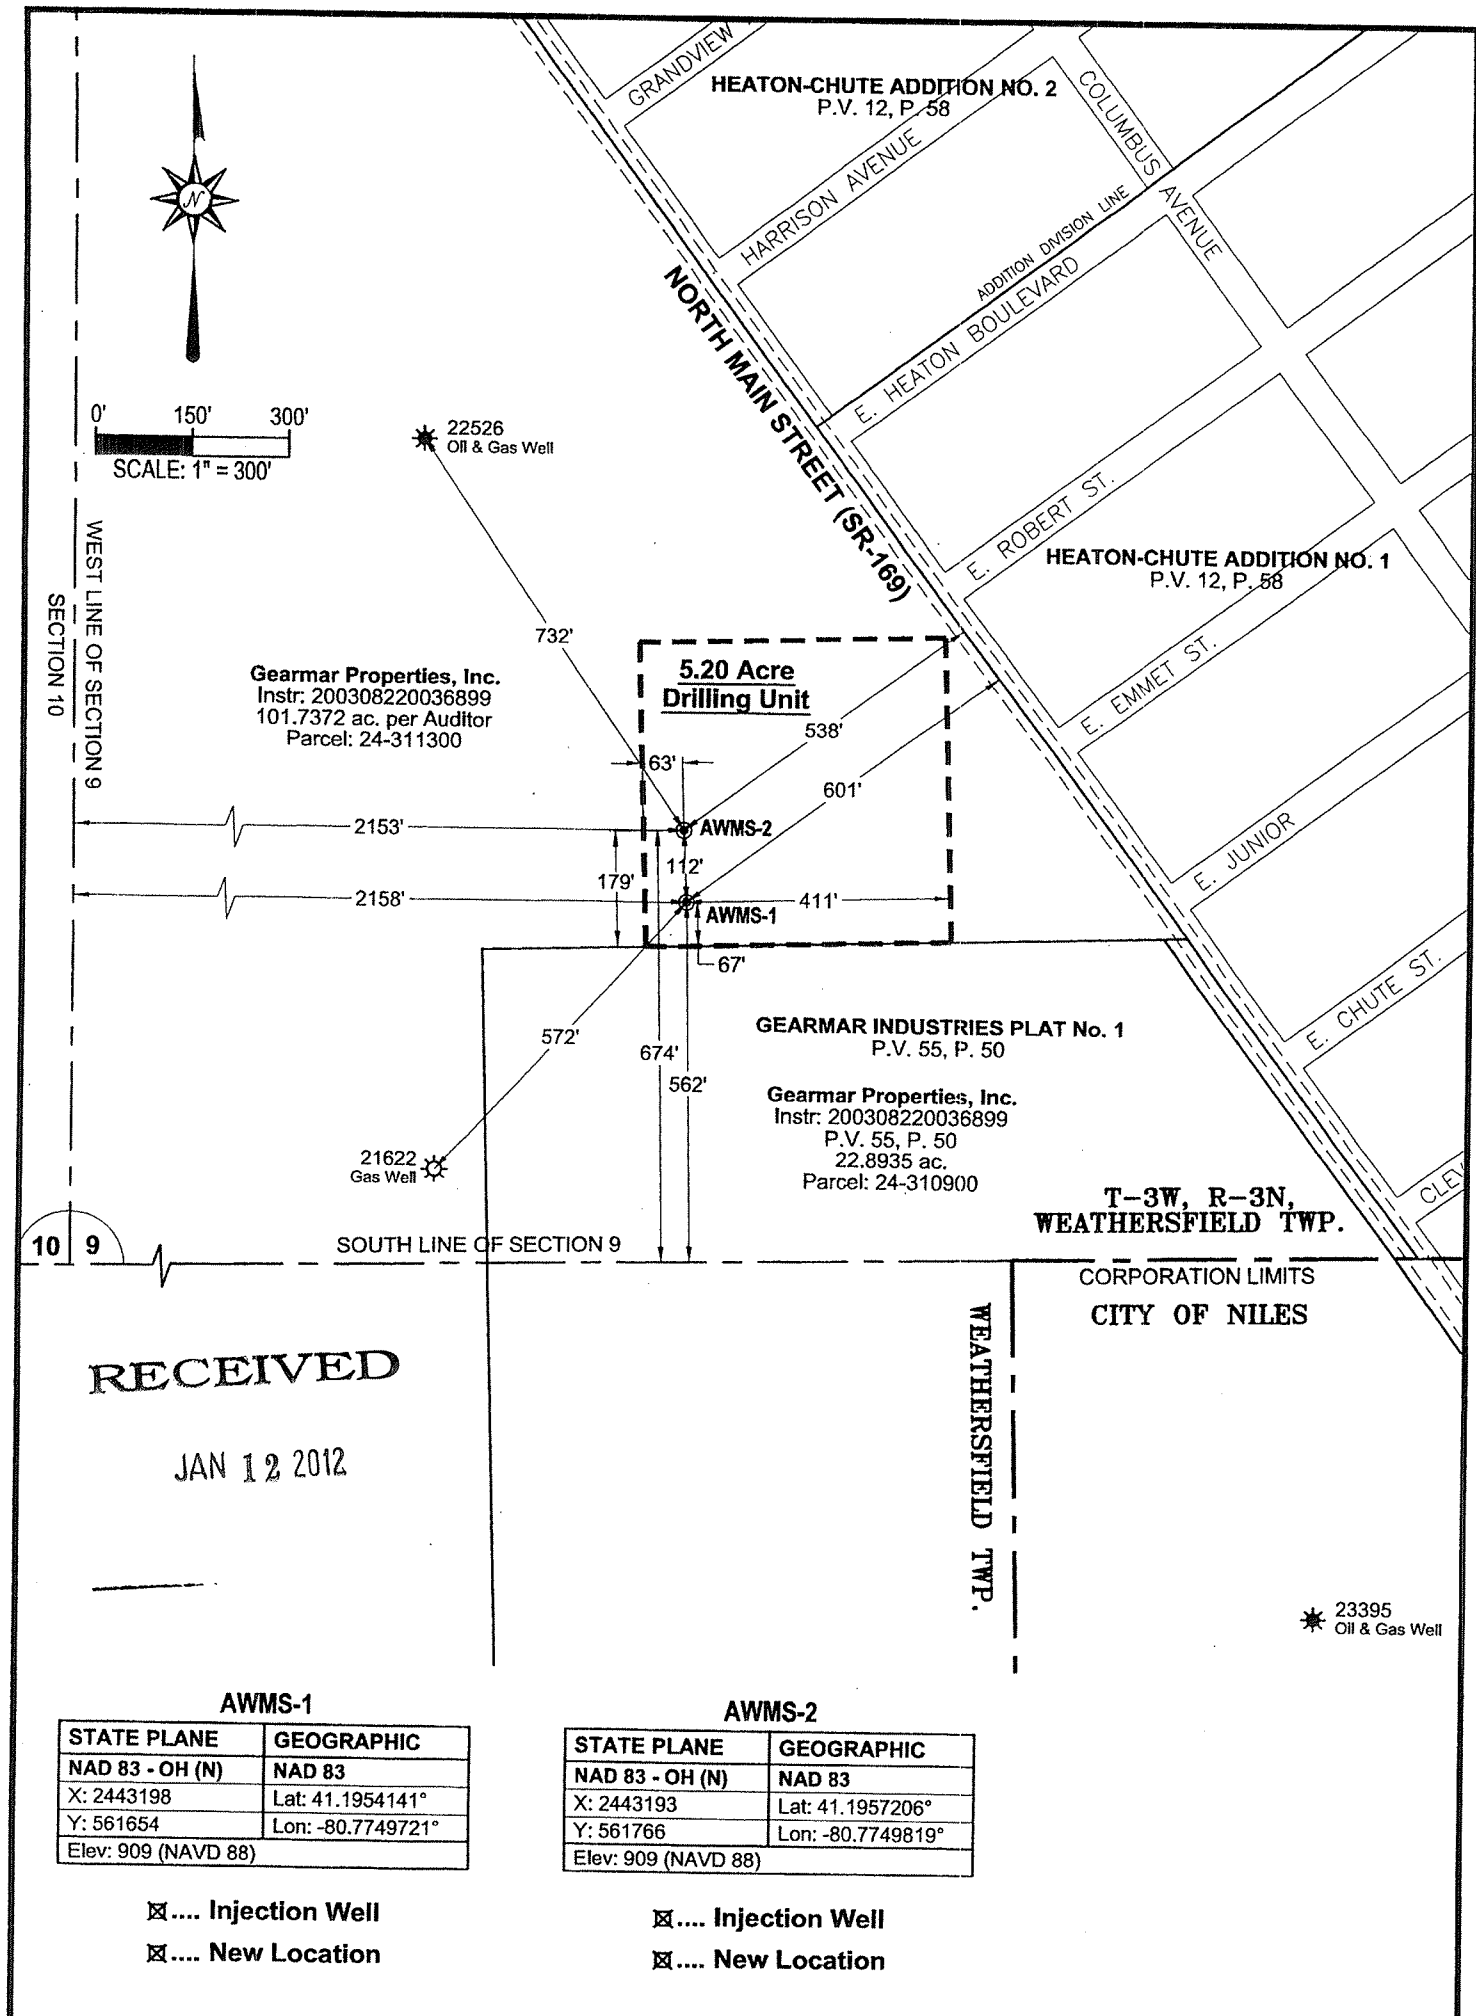 GRANDVIEW
HEATON-CHUTE ADDITION NO. 2
P.V. 12, P. 58
COLUMBUS AVENUE
HARRISON AVENUE
ADDITION DIVISION LINE
E. HEATON BOULEVARD
N
NORTH MAIN STREET (SR-169)
0' 150' 300'
SCALE: 1" = 300'
22526
Oil & Gas Well
E. ROBERT ST.
HEATON-CHUTE ADDITION NO. 1
P.V. 12, P. 58
WEST LINE OF SECTION 9
SECTION 10
732'
E. EMMET ST.
Gearmar Properties, Inc.
Instr: 200308220036899
101.7372 ac. per Auditor
Parcel: 24-311300
5.20 Acre
Drilling Unit
538'
63'
601'
2153'
AWMS-2
E. JUNIOR
112'
179'
2158'
411'
AWMS-1
67'
E. CHUTE ST.
572'
674'
562'
GEARMAR INDUSTRIES PLAT No. 1
P.V. 55, P. 50
Gearmar Properties, Inc.
Instr: 200308220036899
P.V. 55, P. 50
22.8935 ac.
Parcel: 24-310900
21622
Gas Well
CLEV
T-3W, R-3N,
WEATHERSFIELD TWP.
10 9
SOUTH LINE OF SECTION 9
CORPORATION LIMITS
CITY OF NILES
WEATHERSFIELD TWP.
RECEIVED
JAN 12 2012
23395
Oil & Gas Well
AWMS-1
STATE PLANE GEOGRAPHIC
NAD 83 - OH (N) NAD 83
X: 2443198 Lat: 41.1954141°
Y: 561654 Lon: -80.7749721°
Elev: 909 (NAVD 88)
.... Injection Well
.... New Location
AWMS-2
STATE PLANE GEOGRAPHIC
NAD 83 - OH (N) NAD 83
X: 2443193 Lat: 41.1957206°
Y: 561766 Lon: -80.7749819°
Elev: 909 (NAVD 88)
.... Injection Well
.... New Location